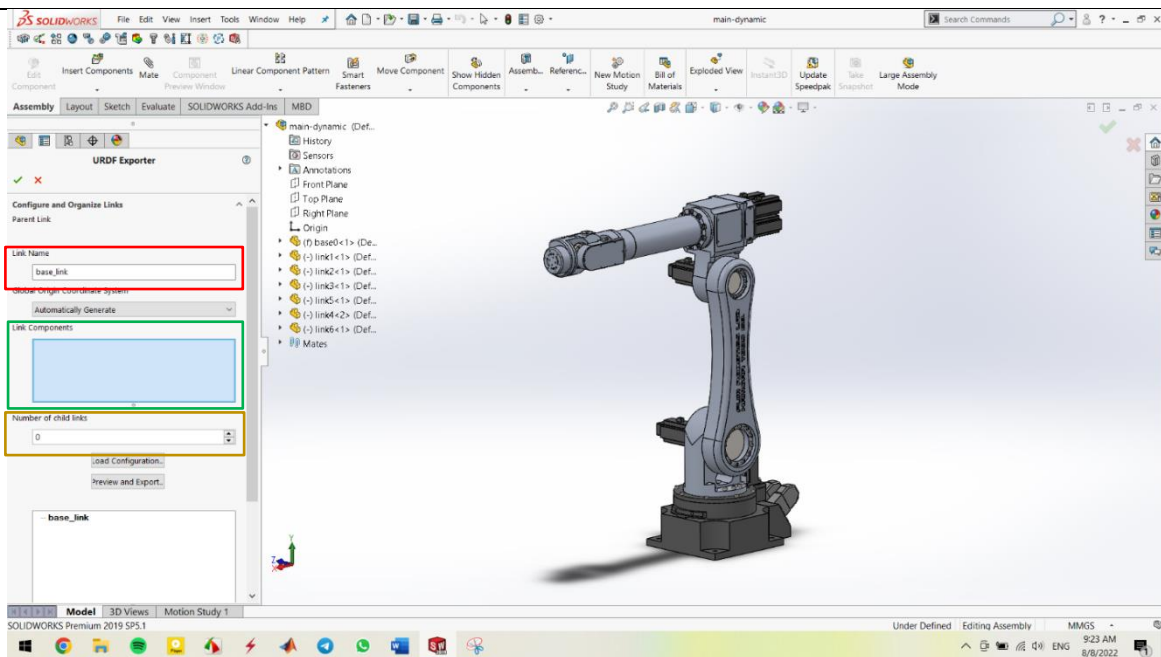 SOLIDWORKS File Edit View Insert Tools Window Help main-dynamic Search Commands
Edit Component
Insert Components
Mate
Component Preview Window
Linear Component Pattern
Smart Fasteners
Move Component
Show Hidden Components
Assemb...
Referenc...
New Motion Study
Bill of Materials
Exploded View
Instant3D
Update Speedpak
Take Snapshot
Large Assembly Mode
Assembly Layout Sketch Evaluate SOLIDWORKS Add-Ins MBD
URDF Exporter
Configure and Organize Links
Parent Link
Link Name
base_link
Global Origin Coordinate System
Automatically Generate
Link Components
Number of child links
0
Load Configuration..
Preview and Export..
base_link
main-dynamic (Def...
History
Sensors
Annotations
Front Plane
Top Plane
Right Plane
Origin
(f) base0<1> (De...
(-) link1<1> (Def...
(-) link2<1> (Def...
(-) link3<1> (Def...
(-) link5<1> (Def...
(-) link4<2> (Def...
(-) link6<1> (Def...
Mates
Y
Z
X
Model 3D Views Motion Study 1
SOLIDWORKS Premium 2019 SP5.1 Under Defined Editing Assembly MMGS
ENG 9:23 AM
8/8/2022